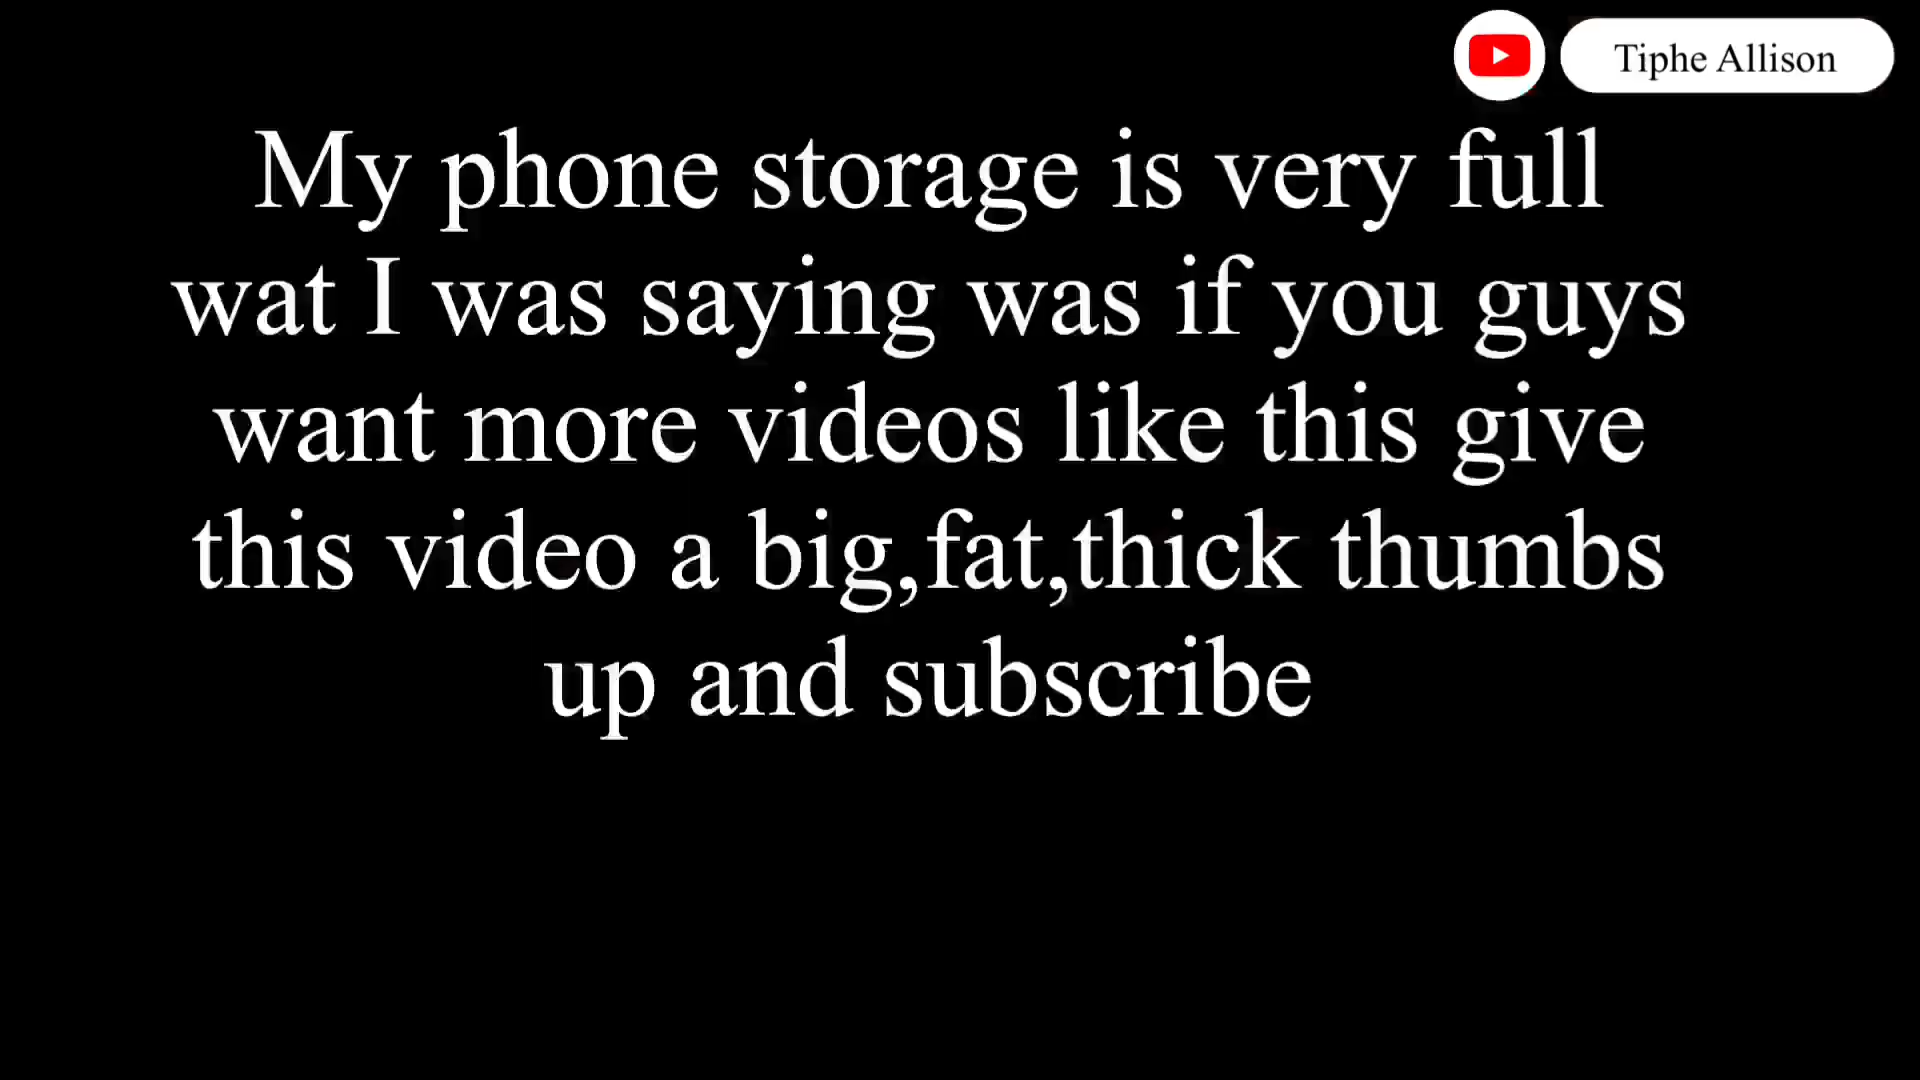 Tiphe Allison
My phone storage is very full
wat I was saying was if you guys
want more videos like this give
this video a big,fat,thick thumbs
up and subscribe